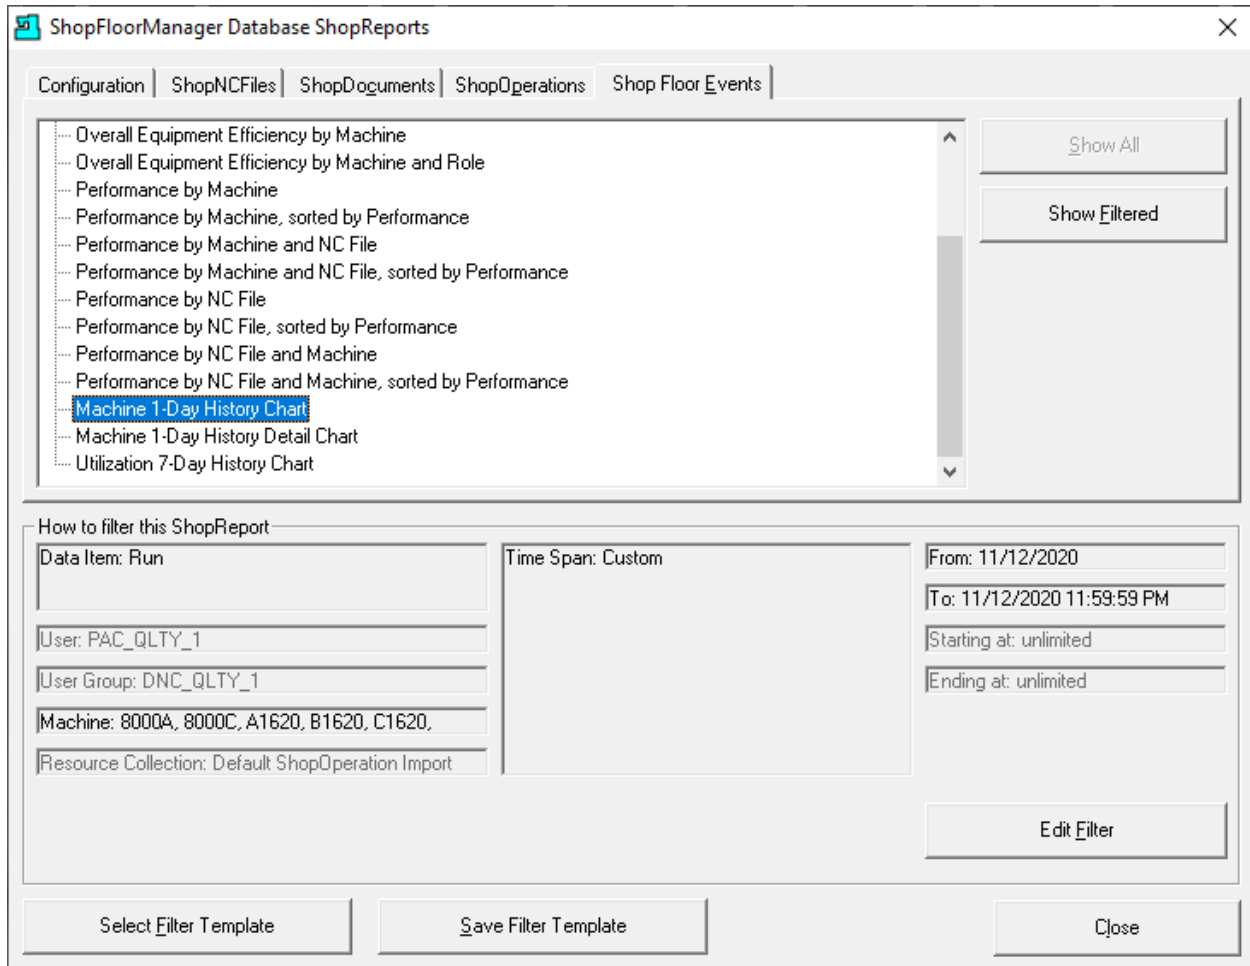 ShopFloorManager Database ShopReports
Configuration ShopNCFiles ShopDocuments ShopOperations Shop Floor Events
Overall Equipment Efficiency by Machine
Overall Equipment Efficiency by Machine and Role
Performance by Machine
Performance by Machine, sorted by Performance
Performance by Machine and NC File
Performance by Machine and NC File, sorted by Performance
Performance by NC File
Performance by NC File, sorted by Performance
Performance by NC File and Machine
Performance by NC File and Machine, sorted by Performance
Machine 1-Day History Chart
Machine 1-Day History Detail Chart
Utilization 7-Day History Chart
Show All
Show Filtered
How to filter this ShopReport
Data Item: Run
User: PAC_QLTY_1
User Group: DNC_QLTY_1
Machine: 8000A, 8000C, A1620, B1620, C1620,
Resource Collection: Default ShopOperation Import
Time Span: Custom
From: 11/12/2020
To: 11/12/2020 11:59:59 PM
Starting at: unlimited
Ending at: unlimited
Edit Filter
Select Filter Template
Save Filter Template
Close